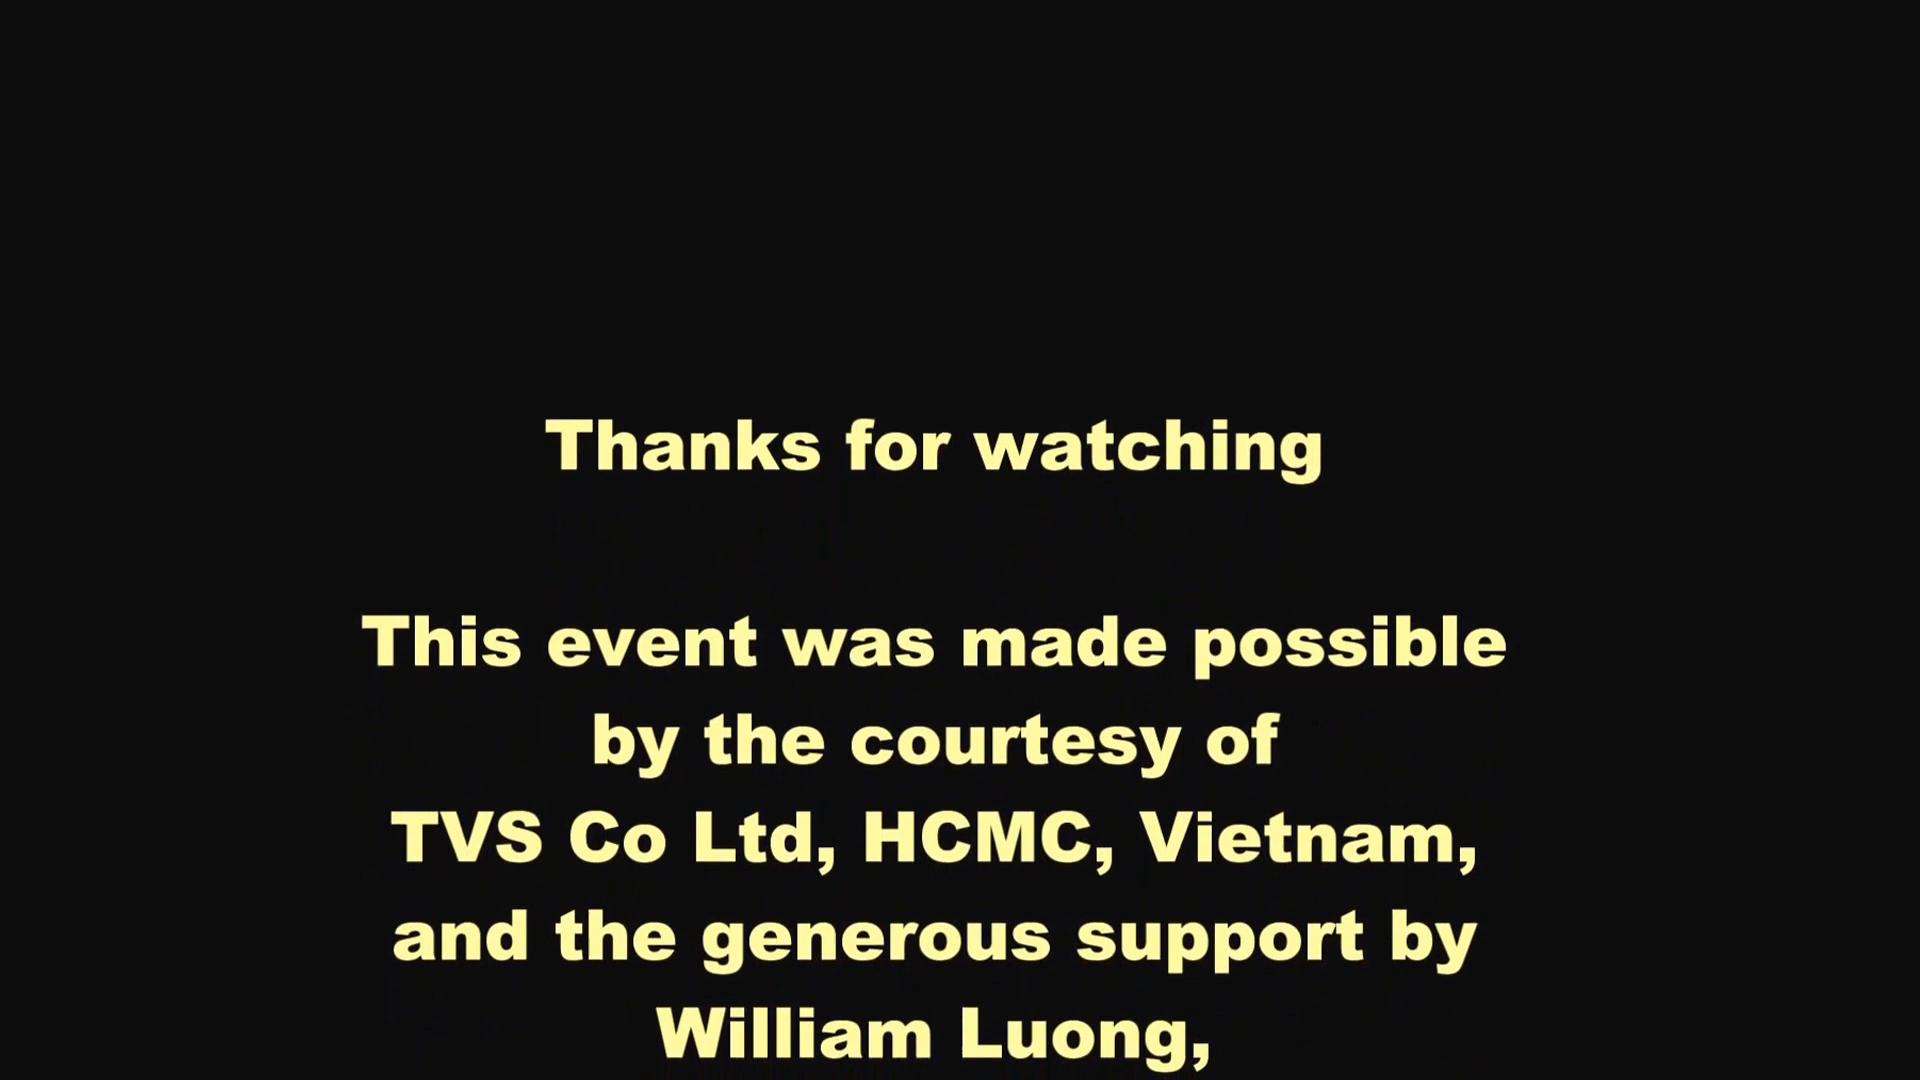 Thanks for watching
This event was made possible
by the courtesy of
TVS Co Ltd, HCMC, Vietnam,
and the generous support by
William Luong,